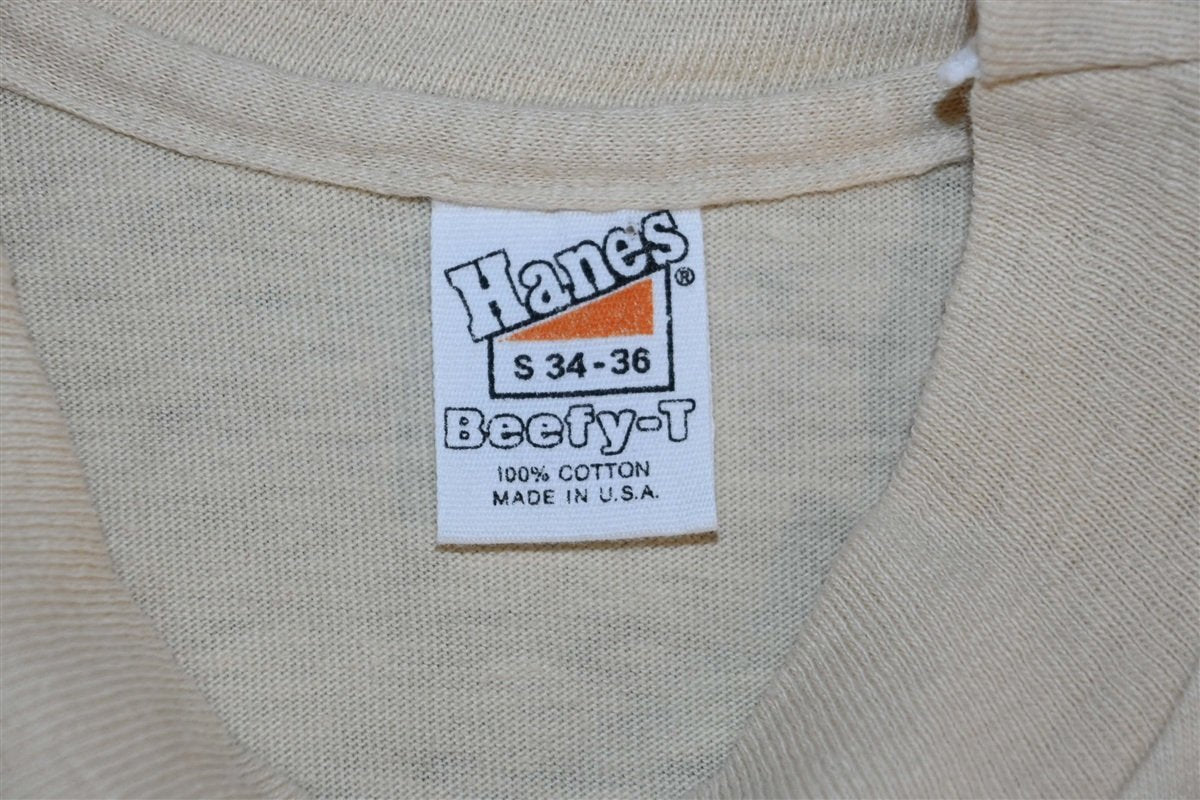 Hanes®
S 34-36
Beefy-T
100% COTTON
MADE IN U.S.A.